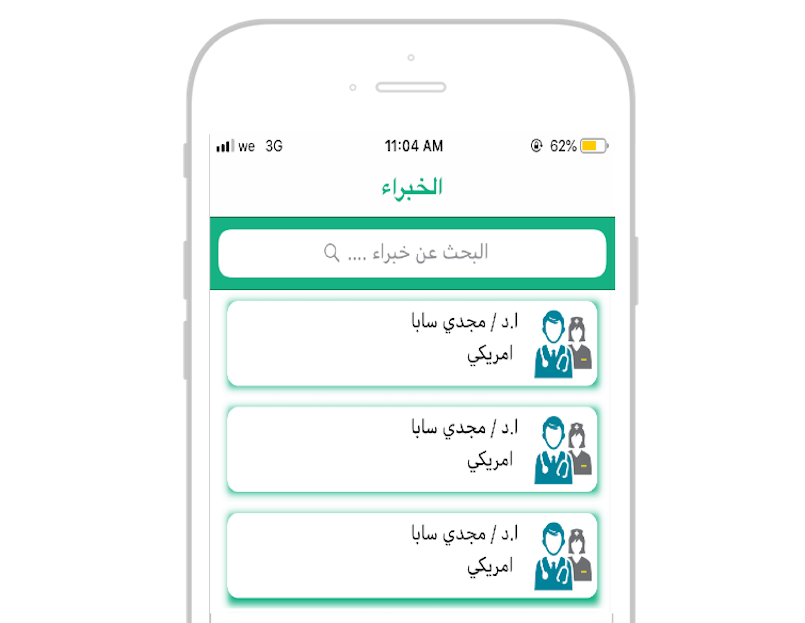 we 3G 11:04 AM 62%
الخبراء
البحث عن خبراء ....
ا.د / مجدي سابا
امريكي
ا.د / مجدي سابا
امريكي
ا.د / مجدي سابا
امريكي